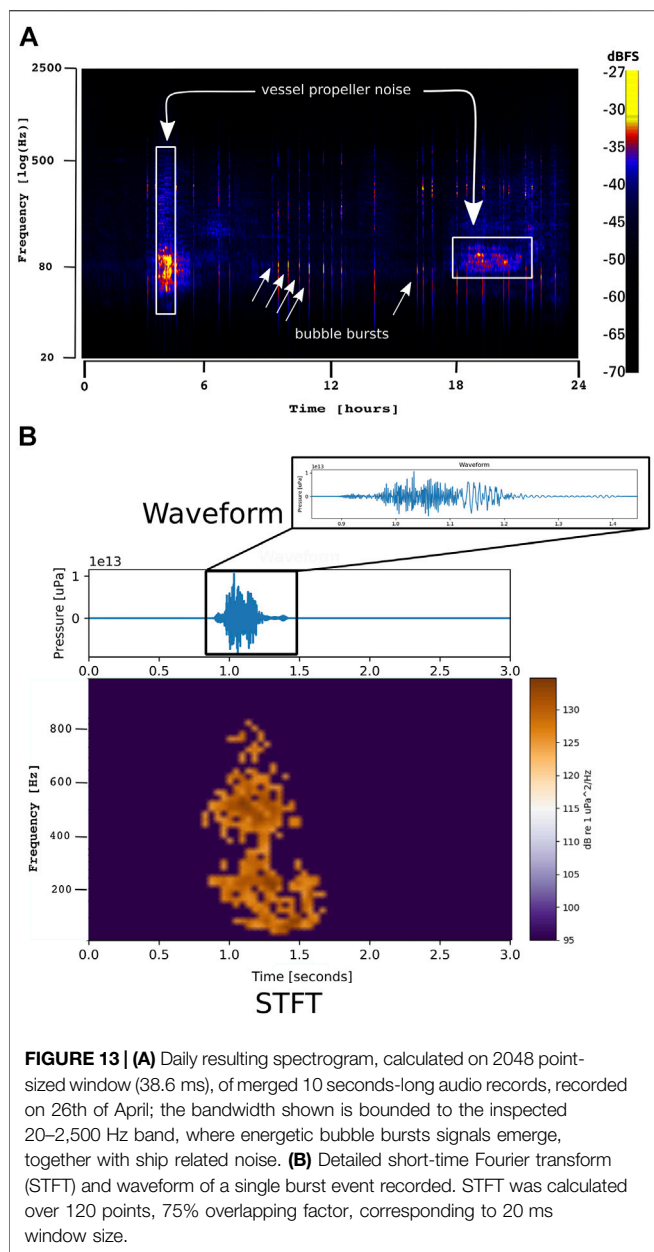 A
dBFS
2500
500
80
20
Frequency [log(Hz)]
vessel propeller noise
bubble bursts
0 6 12 18 24
Time [hours]
-27
-30
-35
-40
-45
-50
-55
-60
-65
-70
B
Waveform
1e13
Pressure [uPa]
1
0
0.9 1.0 1.1 1.2 1.3 1.4
Waveform
Waveform
1e13
Pressure [uPa]
1
0
0.0 0.5 1.0 1.5 2.0 2.5 3.0
Frequency [Hz]
800
600
400
200
0.0 0.5 1.0 1.5 2.0 2.5 3.0
Time [seconds]
STFT
130
125
120
115
110
105
100
95
dB re 1 uPa^2/Hz
FIGURE 13 | (A) Daily resulting spectrogram, calculated on 2048 point-
sized window (38.6 ms), of merged 10 seconds-long audio records, recorded
on 26th of April; the bandwidth shown is bounded to the inspected
20–2,500 Hz band, where energetic bubble bursts signals emerge,
together with ship related noise. (B) Detailed short-time Fourier transform
(STFT) and waveform of a single burst event recorded. STFT was calculated
over 120 points, 75% overlapping factor, corresponding to 20 ms
window size.